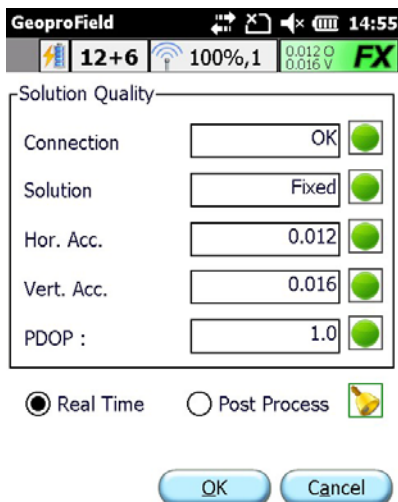 GeoproField 14:55
12+6 100%,1 0.012 O FX
0.016 V
Solution Quality
Connection OK
Solution Fixed
Hor. Acc. 0.012
Vert. Acc. 0.016
PDOP : 1.0
Real Time Post Process
OK Cancel